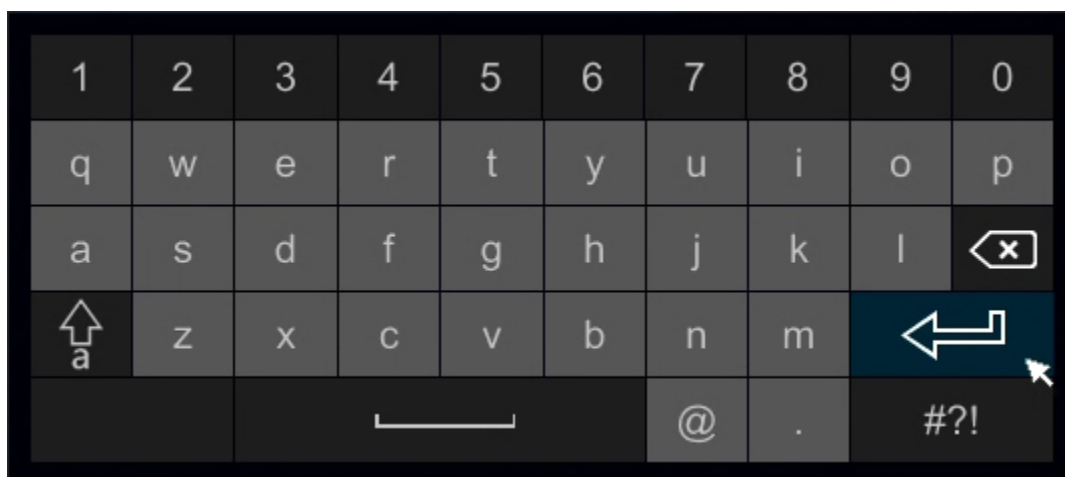 1 2 3 4 5 6 7 8 9 0
q w e r t y u i o p
a s d f g h j k l
a z x c v b n m
@ . #?!